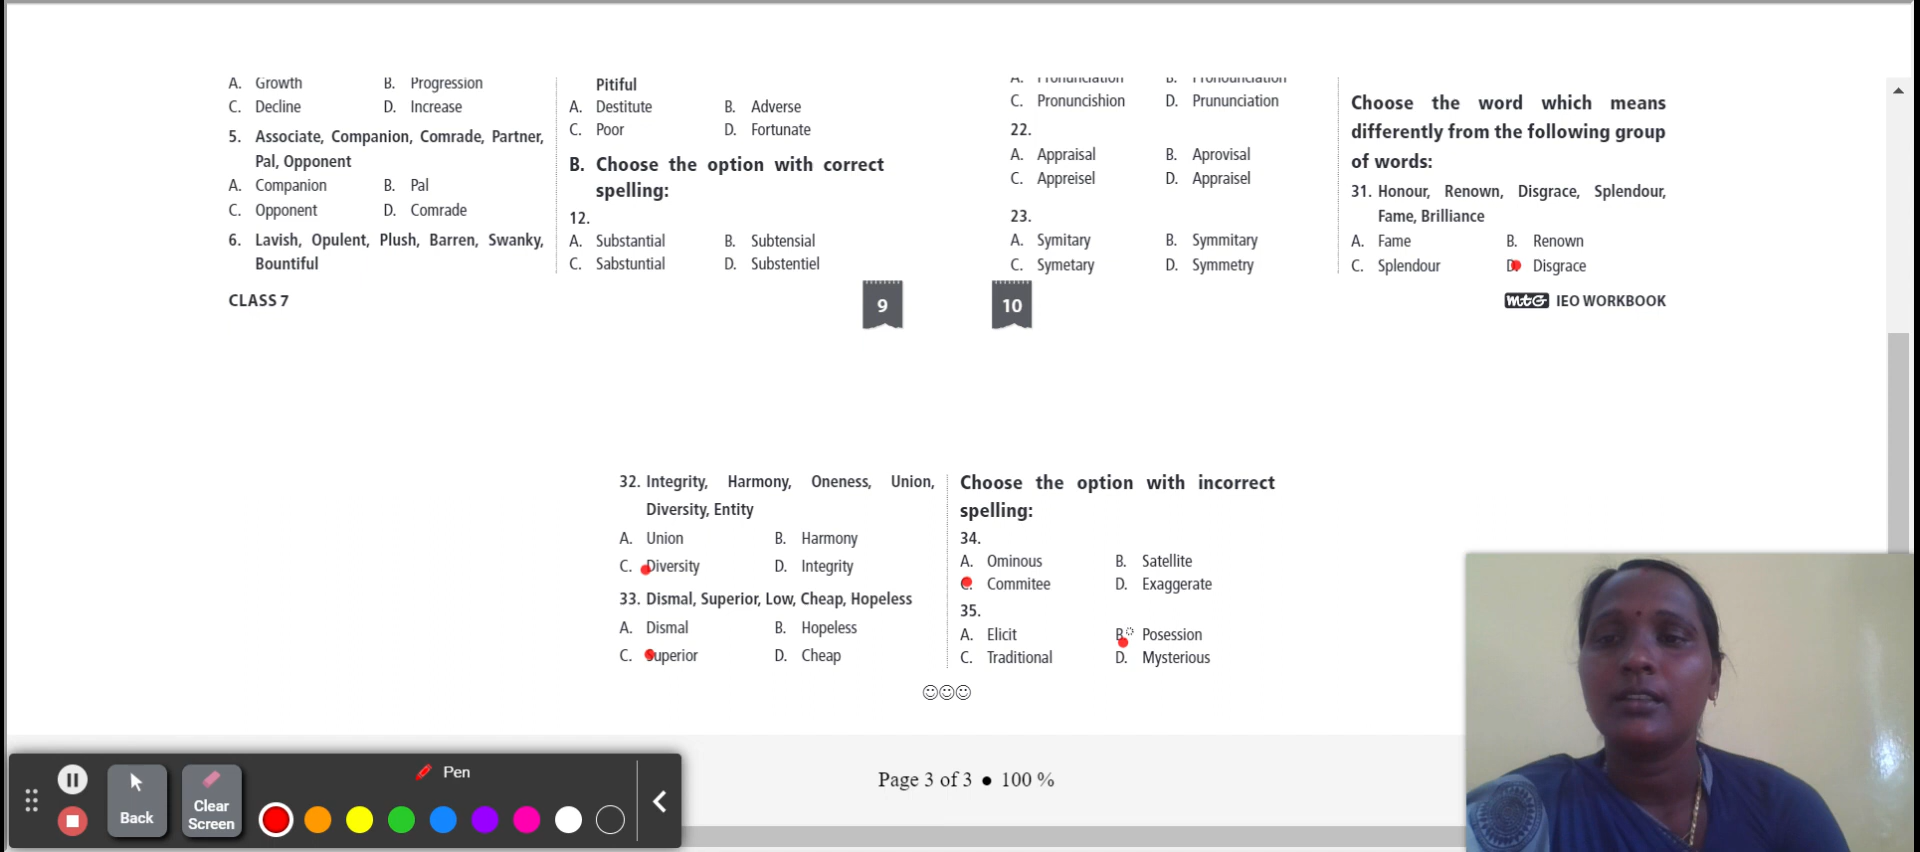 A. Growth B. Progression
C. Decline D. Increase
5. Associate, Companion, Comrade, Partner,
Pal, Opponent
A. Companion B. Pal
C. Opponent D. Comrade
6. Lavish, Opulent, Plush, Barren, Swanky,
Bountiful
CLASS 7
Pitiful
A. Destitute B. Adverse
C. Poor D. Fortunate
B. Choose the option with correct
spelling:
12.
A. Substantial B. Subtensial
C. Sabstuntial D. Substentiel
9
A. Pronunciation B. Pronounciation
C. Pronuncishion D. Prununciation
22.
A. Appraisal B. Aprovisal
C. Appreisel D. Appraisel
23.
A. Symitary B. Symmitary
C. Symetary D. Symmetry
10
Choose the word which means
differently from the following group
of words:
31. Honour, Renown, Disgrace, Splendour,
Fame, Brilliance
A. Fame B. Renown
C. Splendour D. Disgrace
mtG IEO WORKBOOK
32. Integrity, Harmony, Oneness, Union,
Diversity, Entity
A. Union B. Harmony
C. Diversity D. Integrity
33. Dismal, Superior, Low, Cheap, Hopeless
A. Dismal B. Hopeless
C. Superior D. Cheap
Choose the option with incorrect
spelling:
34.
A. Ominous B. Satellite
C. Commitee D. Exaggerate
35.
A. Elicit B. Posession
C. Traditional D. Mysterious
Page 3 of 3 ● 100 %
Pen
Back
Clear
Screen